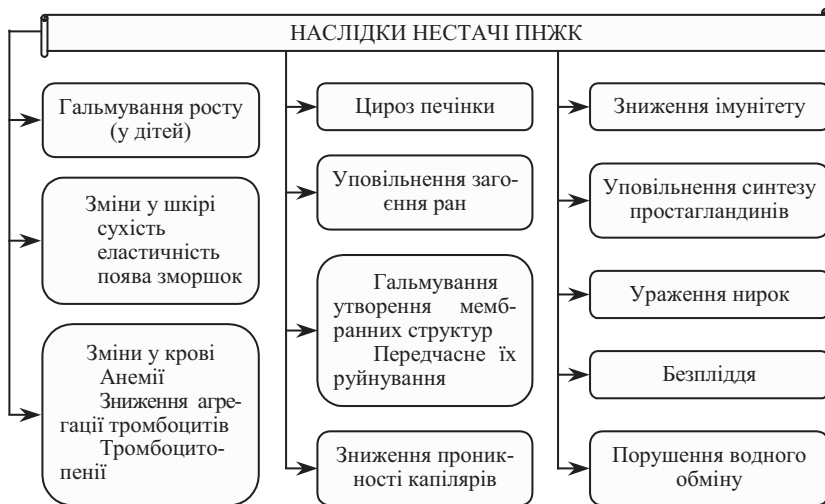 НАСЛІДКИ НЕСТАЧІ ПНЖК
Гальмування росту
(у дітей)
Зміни у шкірі
сухість
еластичність
поява зморшок
Зміни у крові
Анемії
Зниження агре-
гації тромбоцитів
Тромбоцито-
пенії
Цироз печінки
Уповільнення заго-
єння ран
Гальмування
утворення мемб-
ранних структур
Передчасне їх
руйнування
Зниження проник-
ності капілярів
Зниження імунітету
Уповільнення синтезу
простагландинів
Ураження нирок
Безпліддя
Порушення водного
обміну